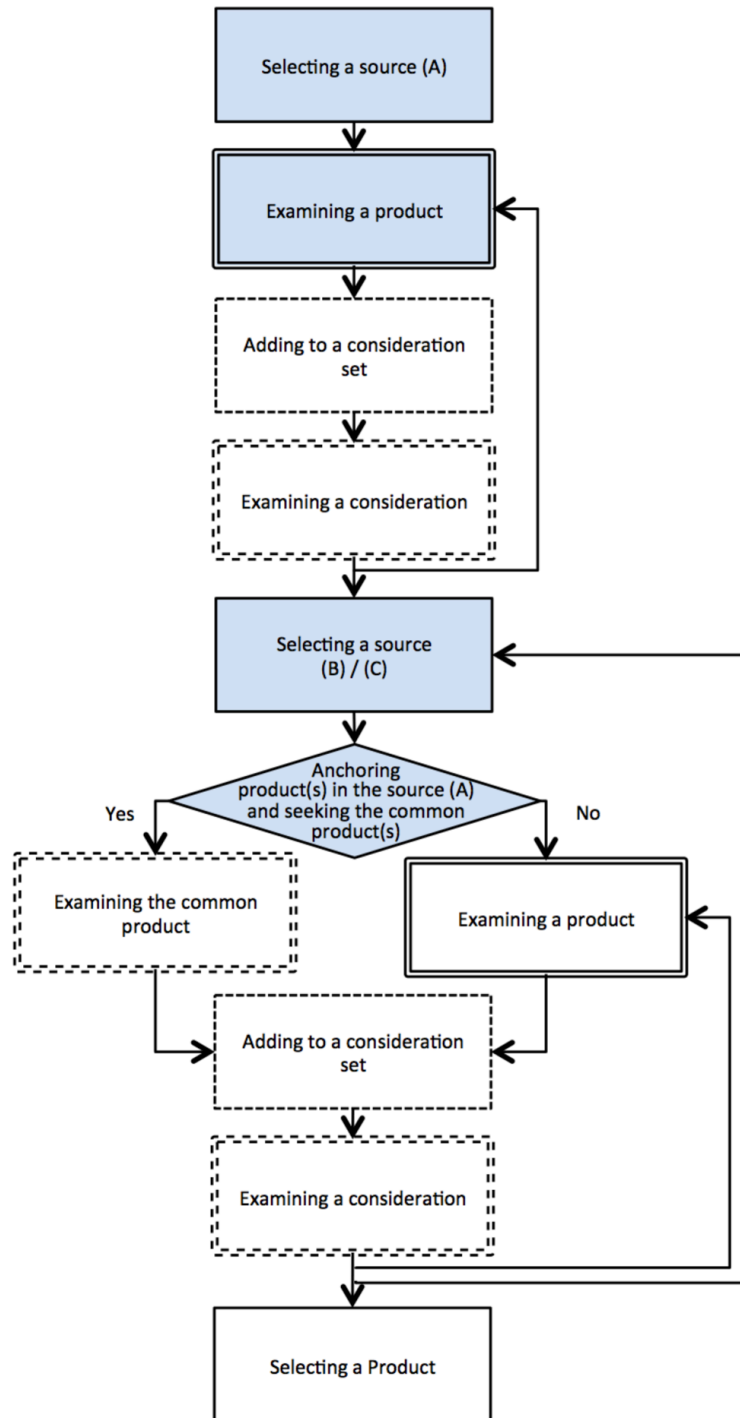 Selecting a source (A)
Examining a product
Adding to a consideration
set
Examining a consideration
Selecting a source
(B) / (C)
Anchoring
product(s) in the source (A)
and seeking the common
product(s)
Yes
No
Examining the common
product
Examining a product
Adding to a consideration
set
Examining a consideration
Selecting a Product